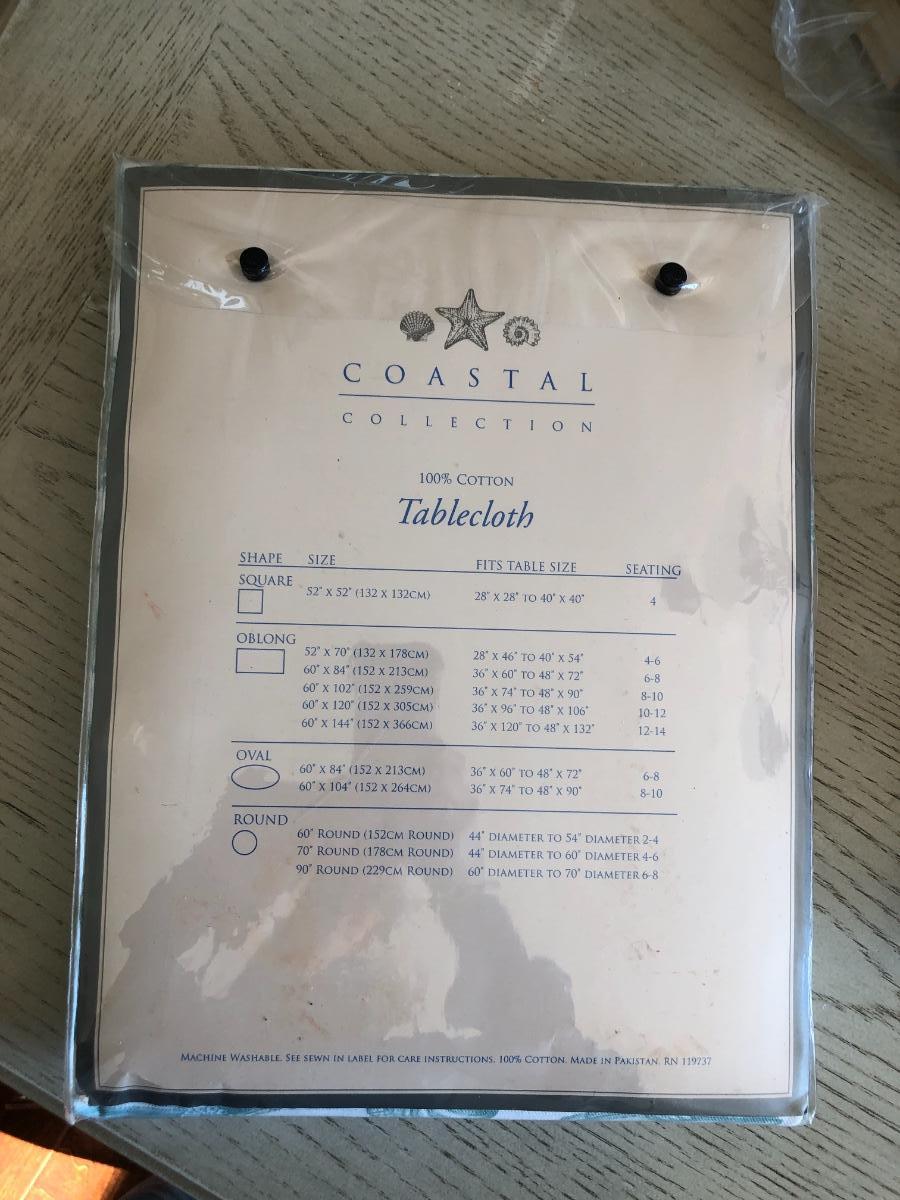 COASTAL
COLLECTION
100% COTTON
Tablecloth
SHAPE SIZE FITS TABLE SIZE SEATING
SQUARE
52" X 52" (132 X 132CM) 28" X 28" TO 40" X 40" 4
OBLONG
52" X 70" (132 X 178CM) 28" X 46" TO 40" X 54" 4-6
60" X 84" (152 X 213CM) 36" X 60" TO 48" X 72" 6-8
60" X 102" (152 X 259CM) 36" X 74" TO 48" X 90" 8-10
60" X 120" (152 X 305CM) 36" X 96" TO 48" X 106" 10-12
60" X 144" (152 X 366CM) 36" X 120" TO 48" X 132" 12-14
OVAL
60" X 84" (152 X 213CM) 36" X 60" TO 48" X 72" 6-8
60" X 104" (152 X 264CM) 36" X 74" TO 48" X 90" 8-10
ROUND
60" ROUND (152CM ROUND) 44" DIAMETER TO 54" DIAMETER 2-4
70" ROUND (178CM ROUND) 44" DIAMETER TO 60" DIAMETER 4-6
90" ROUND (229CM ROUND) 60" DIAMETER TO 70" DIAMETER 6-8
MACHINE WASHABLE. SEE SEWN IN LABEL FOR CARE INSTRUCTIONS. 100% COTTON. MADE IN PAKISTAN. RN 119737